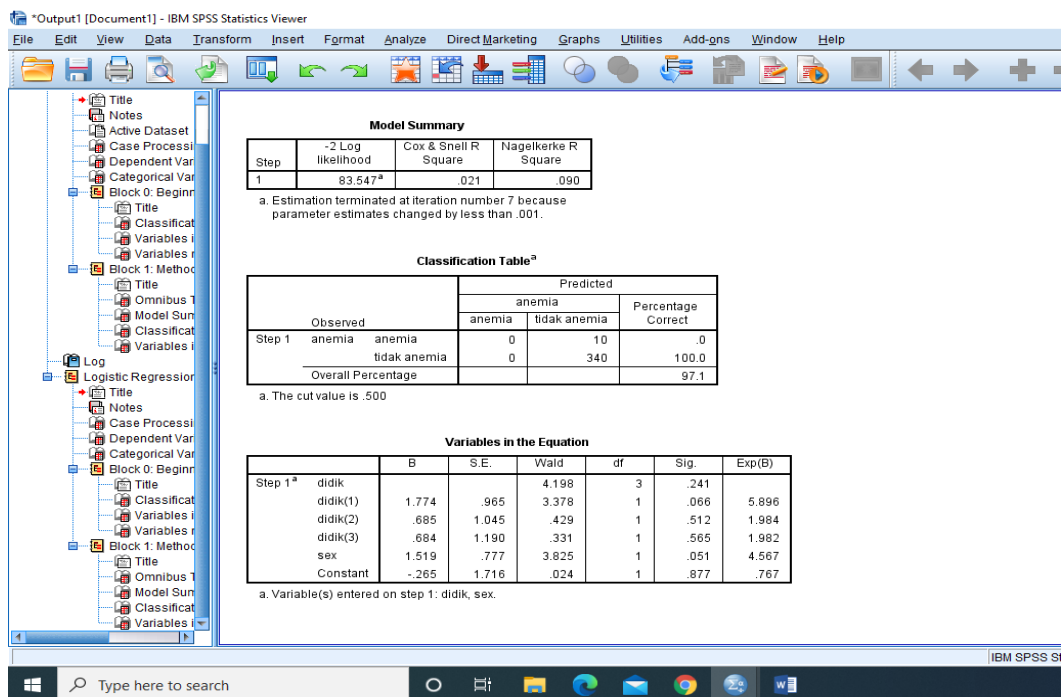 *Output1 [Document1] - IBM SPSS Statistics Viewer
File Edit View Data Transform Insert Format Analyze Direct Marketing Graphs Utilities Add-ons Window Help
Title
Notes
Active Dataset
Case Processi
Dependent Var
Categorical Var
Block 0: Beginn
Title
Classificat
Variables i
Variables r
Block 1: Methoc
Title
Omnibus T
Model Sum
Classificat
Variables i
Log
Logistic Regression
Title
Notes
Case Processi
Dependent Var
Categorical Var
Block 0: Beginn
Title
Classificat
Variables i
Variables r
Block 1: Methoc
Title
Omnibus T
Model Sum
Classificat
Variables i
Model Summary
Step -2 Log likelihood Cox & Snell R Square Nagelkerke R Square
1 83.547a .021 .090
a. Estimation terminated at iteration number 7 because
parameter estimates changed by less than .001.
Classification Tablea
Predicted
anemia Percentage Correct
Observed anemia tidak anemia
Step 1 anemia anemia 0 10 .0
tidak anemia 0 340 100.0
Overall Percentage 97.1
a. The cut value is .500
Variables in the Equation
B S.E. Wald df Sig. Exp(B)
Step 1a didik 4.198 3 .241
didik(1) 1.774 .965 3.378 1 .066 5.896
didik(2) .685 1.045 .429 1 .512 1.984
didik(3) .684 1.190 .331 1 .565 1.982
sex 1.519 .777 3.825 1 .051 4.567
Constant -.265 1.716 .024 1 .877 .767
a. Variable(s) entered on step 1: didik, sex.
IBM SPSS St
Type here to search